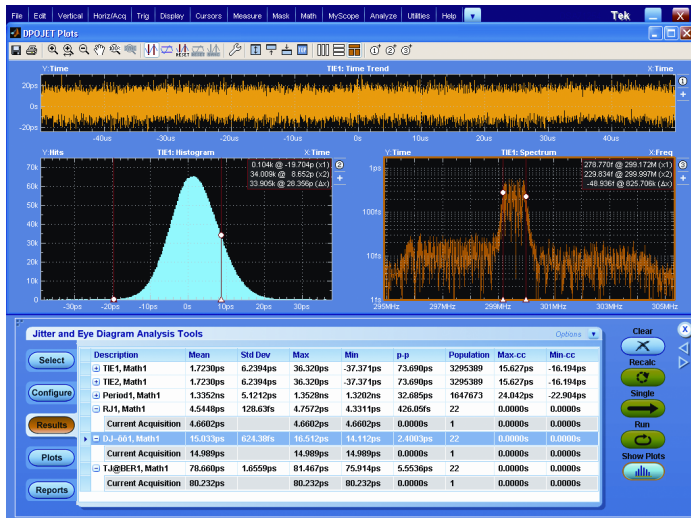 File Edit Vertical Horiz/Acq Trig Display Cursors Measure Mask Math MyScope Analyze Utilities Help Tek X
DPOJET Plots
RESET
1 2 3
Y:Time TIE1: Time Trend X:Time
20ps
0s
-20ps
-40us -30us -20us -10us 0s 10us 20us 30us 40us
1
Y:Hits TIE1: Histogram X:Time
0.104k @ -19.704p (x1)
34.009k @ 8.652p (x2)
33.905k @ 28.356p (Δx)
2
70k
60k
50k
40k
30k
20k
10k
0
-30ps -20ps -10ps 0s 10ps 20ps 30ps
Y:Time TIE1: Spectrum X:Freq
278.770f @ 299.172M (x1)
229.834f @ 299.997M (x2)
-48.936f @ 825.706k (Δx)
3
1ps
100fs
10fs
1fs
295MHz 297MHz 299MHz 301MHz 303MHz 305MHz
Jitter and Eye Diagram Analysis Tools
Options
Select
Configure
Results
Plots
Reports
Description Mean Std Dev Max Min p-p Population Max-cc Min-cc
TIE1, Math1 1.7230ps 6.2394ps 36.320ps -37.371ps 73.690ps 3295389 15.627ps -16.194ps
TIE2, Math1 1.7230ps 6.2394ps 36.320ps -37.371ps 73.690ps 3295389 15.627ps -16.194ps
Period1, Math1 1.3352ns 5.1212ps 1.3528ns 1.3202ns 32.685ps 1647673 24.042ps -22.904ps
RJ1, Math1 4.5448ps 128.63fs 4.7572ps 4.3311ps 426.05fs 22 0.0000s 0.0000s
Current Acquisition 4.6602ps 4.6602ps 4.6602ps 0.0000s 1 0.0000s 0.0000s
DJ-δδ1, Math1 15.033ps 624.38fs 16.512ps 14.112ps 2.4003ps 22 0.0000s 0.0000s
Current Acquisition 14.989ps 14.989ps 14.989ps 0.0000s 1 0.0000s 0.0000s
TJ@BER1, Math1 78.660ps 1.6559ps 81.467ps 75.914ps 5.5536ps 22 0.0000s 0.0000s
Current Acquisition 80.232ps 80.232ps 80.232ps 0.0000s 1 0.0000s 0.0000s
Clear
X
Recalc
Single
Run
Show Plots